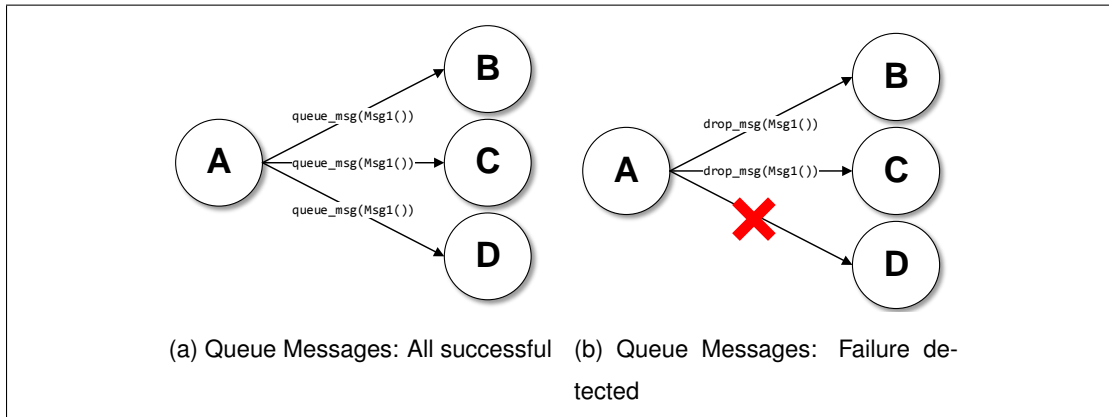 B
queue_msg(Msg1())
A
queue_msg(Msg1())
C
queue_msg(Msg1())
D
(a) Queue Messages: All successful
B
drop_msg(Msg1())
A
drop_msg(Msg1())
C
D
(b) Queue Messages: Failure de-
tected